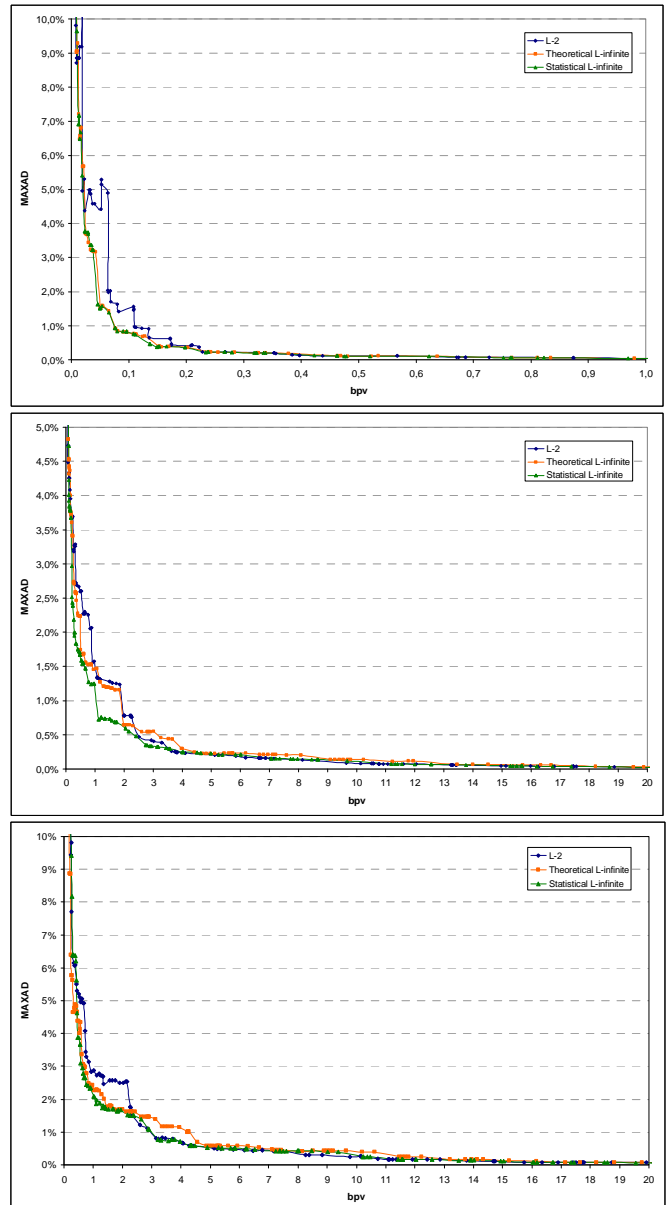 10,0%
9,0%
8,0%
7,0%
6,0%
5,0%
4,0%
3,0%
2,0%
1,0%
0,0%
MAXAD
L-2
Theoretical L-infinite
Statistical L-infinite
0,0 0,1 0,2 0,3 0,4 0,5 0,6 0,7 0,8 0,9 1,0
bpv
5,0%
4,5%
4,0%
3,5%
3,0%
2,5%
2,0%
1,5%
1,0%
0,5%
0,0%
MAXAD
L-2
Theoretical L-infinite
Statistical L-infinite
0 1 2 3 4 5 6 7 8 9 10 11 12 13 14 15 16 17 18 19 20
bpv
10%
9%
8%
7%
6%
5%
4%
3%
2%
1%
0%
MAXAD
L-2
Theoretical L-infinite
Statistical L-infinite
0 1 2 3 4 5 6 7 8 9 10 11 12 13 14 15 16 17 18 19 20
bpv